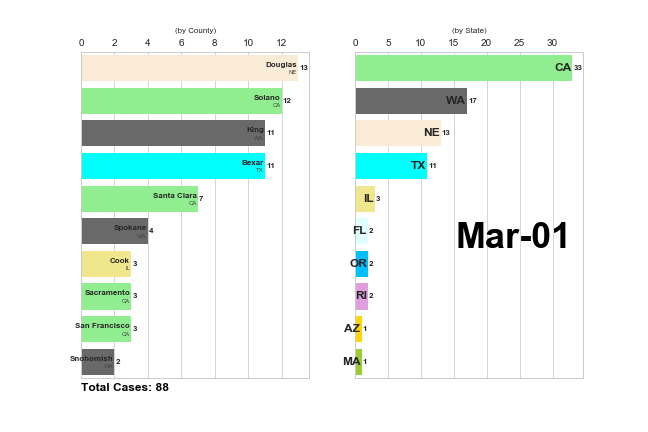 (by County)
0 2 4 6 8 10 12
Douglas 13
NE
Solano 12
CA
King 11
WA
Bexar 11
TX
Santa Clara 7
CA
Spokane 4
WA
Cook 3
IL
Sacramento 3
CA
San Francisco 3
CA
Snohomish 2
WA
Total Cases: 88
(by State)
0 5 10 15 20 25 30
CA 33
WA 17
NE 13
TX 11
IL 3
FL 2
OR 2
RI 2
AZ 1
MA 1
Mar-01